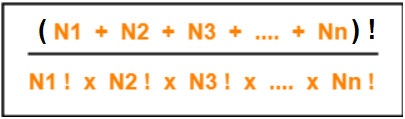 (N1 + N2 + N3 + .... + Nn)!
N1! x N2! x N3! x .... x Nn!